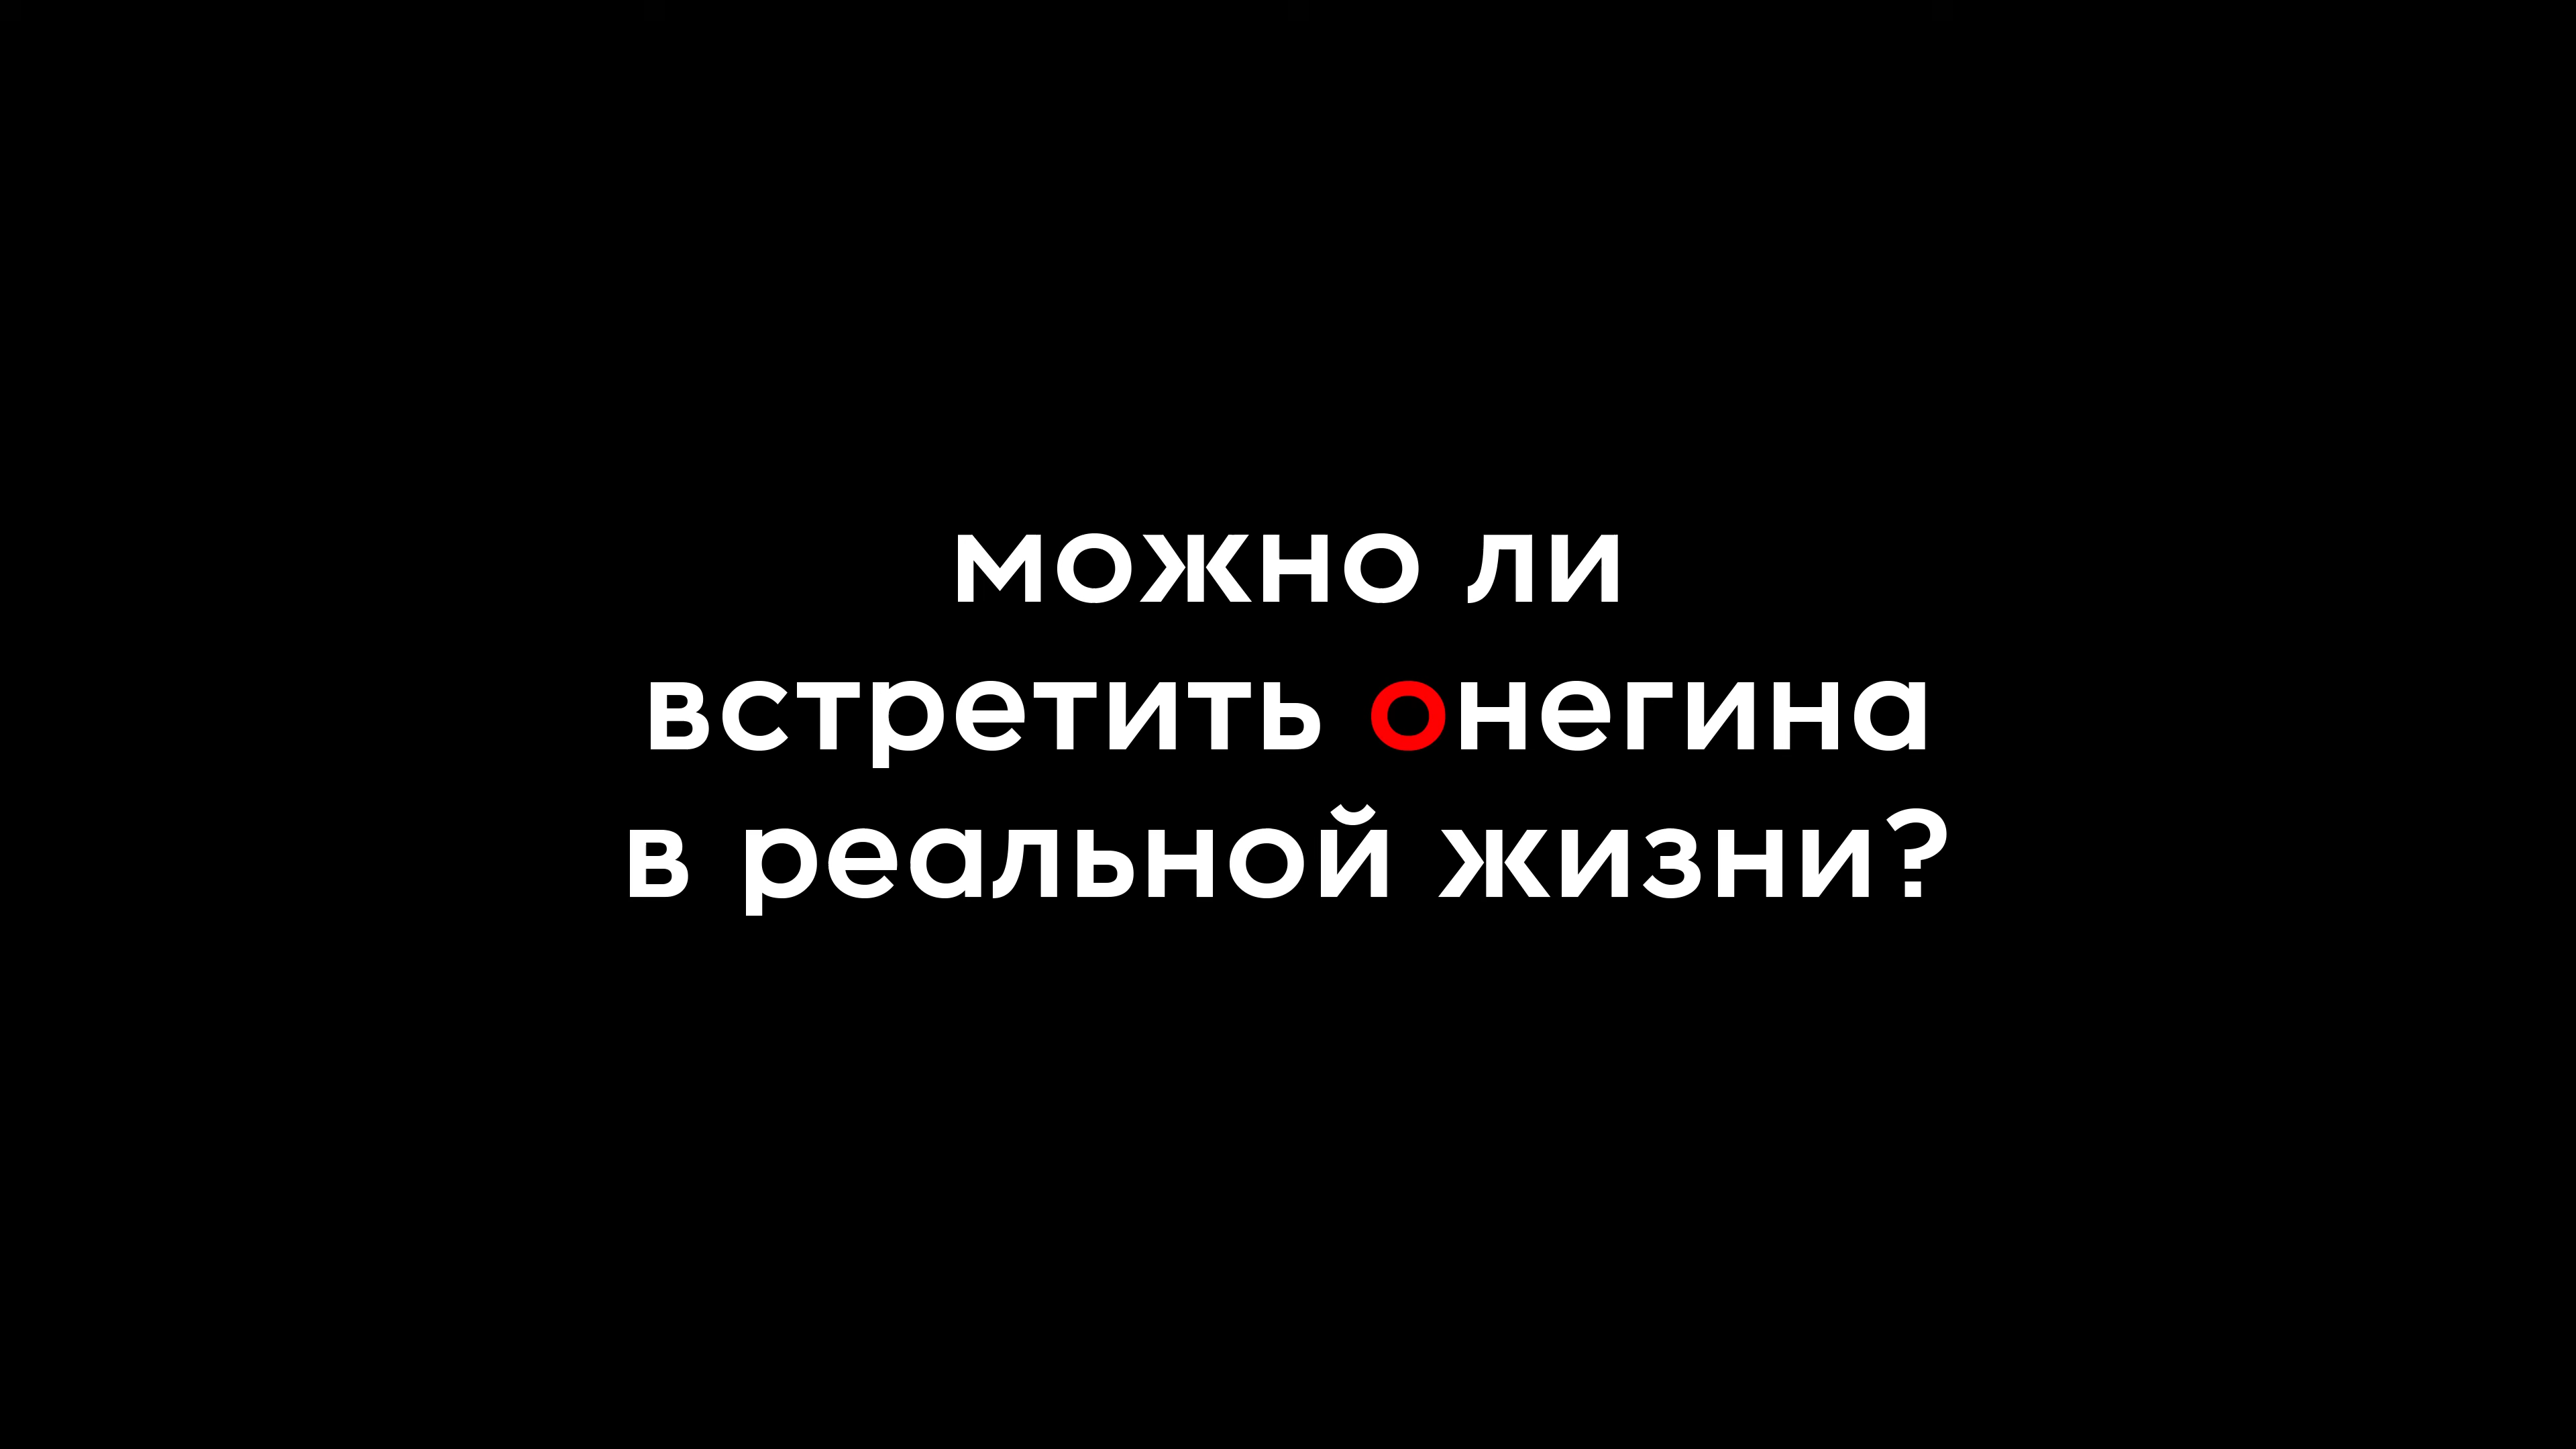 можно ли
встретить онегина
в реальной жизни?